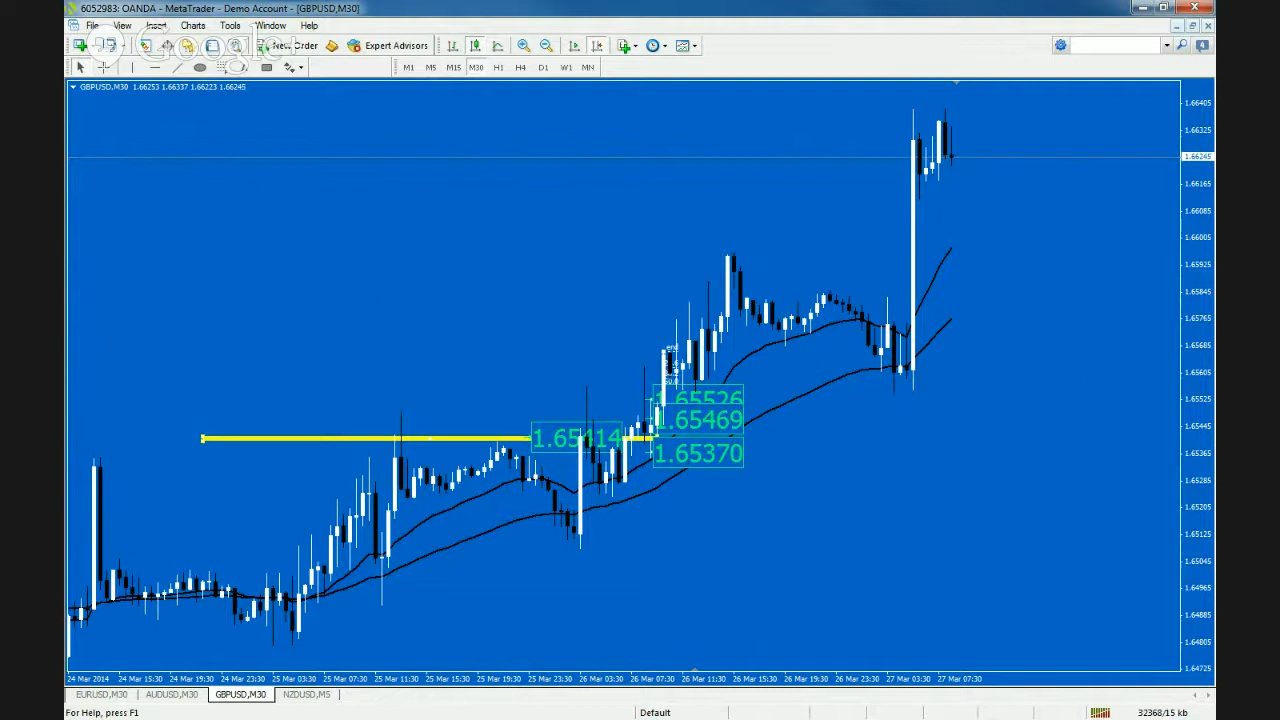 6052983: OANDA - MetaTrader - Demo Account - [GBPUSD,M30]
File View Insert Charts Tools Window Help
Google+
New Order Expert Advisors
M1 M5 M15 M30 H1 H4 D1 W1 MN
GBPUSD,M30 1.66253 1.66337 1.66223 1.66245
1.66405
1.66325
1.66245
1.66165
1.66085
1.66005
1.65925
1.65845
1.65765
1.65685
1.65605
1.65525
1.65445
1.65365
1.65285
1.65205
1.65125
1.65045
1.64965
1.64885
1.64805
1.64725
end
1.65526
1.65469
1.65414
1.65370
24 Mar 2014 24 Mar 15:30 24 Mar 19:30 24 Mar 23:30 25 Mar 03:30 25 Mar 07:30 25 Mar 11:30 25 Mar 15:30 25 Mar 19:30 25 Mar 23:30 26 Mar 03:30 26 Mar 07:30 26 Mar 11:30 26 Mar 15:30 26 Mar 19:30 26 Mar 23:30 27 Mar 03:30 27 Mar 07:30
EURUSD,M30 AUDUSD,M30 GBPUSD,M30 NZDUSD,M5
For Help, press F1 Default 32368/15 kb